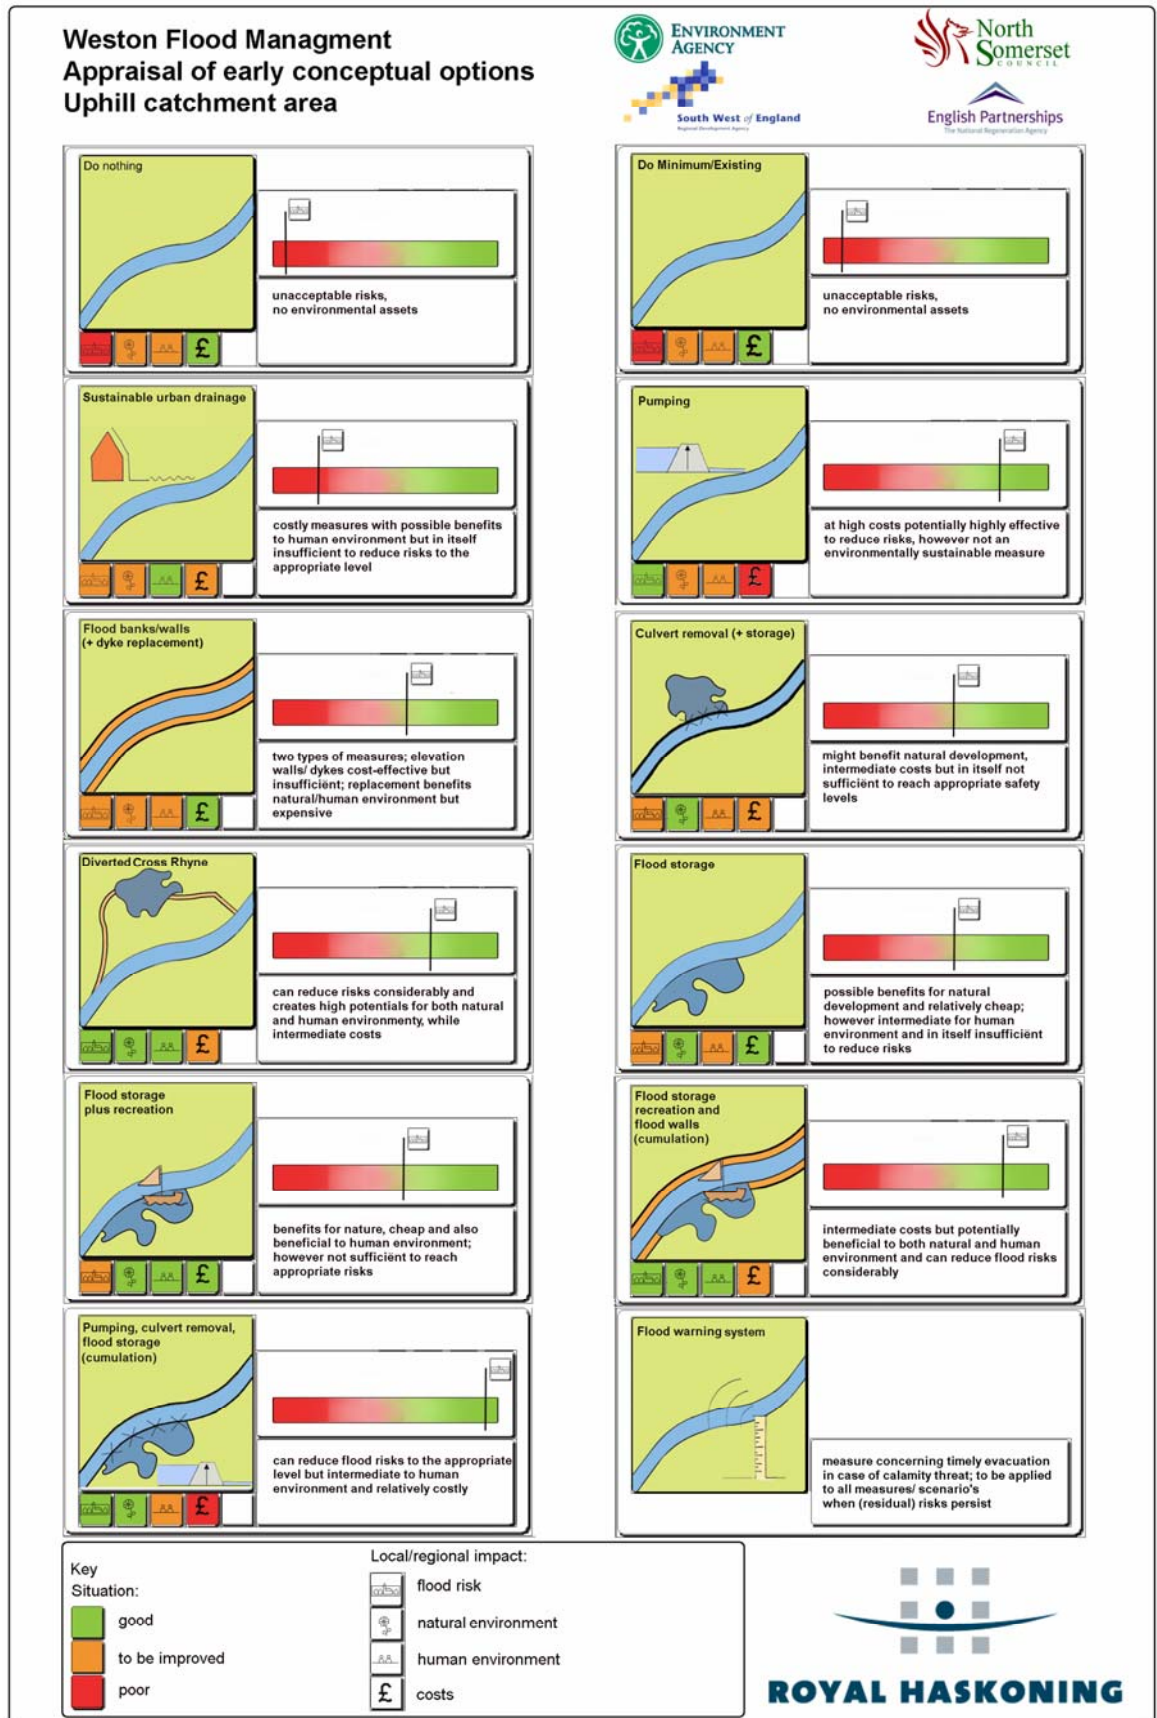 Weston Flood Managment
Appraisal of early conceptual options
Uphill catchment area
ENVIRONMENT
AGENCY
North
Somerset
COUNCIL
South West of England
Regional Development Agency
English Partnerships
The National Regeneration Agency
Do nothing
unacceptable risks,
no environmental assets
£
Do Minimum/Existing
unacceptable risks,
no environmental assets
£
Sustainable urban drainage
costly measures with possible benefits
to human environment but in itself
insufficient to reduce risks to the
appropriate level
£
Pumping
at high costs potentially highly effective
to reduce risks, however not an
environmentally sustainable measure
£
Flood banks/walls
(+ dyke replacement)
two types of measures; elevation
walls/ dykes cost-effective but
insufficiënt; replacement benefits
natural/human environment but
expensive
£
Culvert removal (+ storage)
might benefit natural development,
intermediate costs but in itself not
sufficiënt to reach appropriate safety
levels
£
Diverted Cross Rhyne
can reduce risks considerably and
creates high potentials for both natural
and human environmenty, while
intermediate costs
£
Flood storage
possible benefits for natural
development and relatively cheap;
however intermediate for human
environment and in itself insufficiënt
to reduce risks
£
Flood storage
plus recreation
benefits for nature, cheap and also
beneficial to human environment;
however not sufficiënt to reach
appropriate risks
£
Flood storage
recreation and
flood walls
(cumulation)
intermediate costs but potentially
beneficial to both natural and human
environment and can reduce flood risks
considerably
£
Pumping, culvert removal,
flood storage
(cumulation)
can reduce flood risks to the appropriate
level but intermediate to human
environment and relatively costly
£
Flood warning system
measure concerning timely evacuation
in case of calamity threat; to be applied
to all measures/ scenario's
when (residual) risks persist
Key
Situation:
good
to be improved
poor
Local/regional impact:
flood risk
natural environment
human environment
£ costs
ROYAL HASKONING